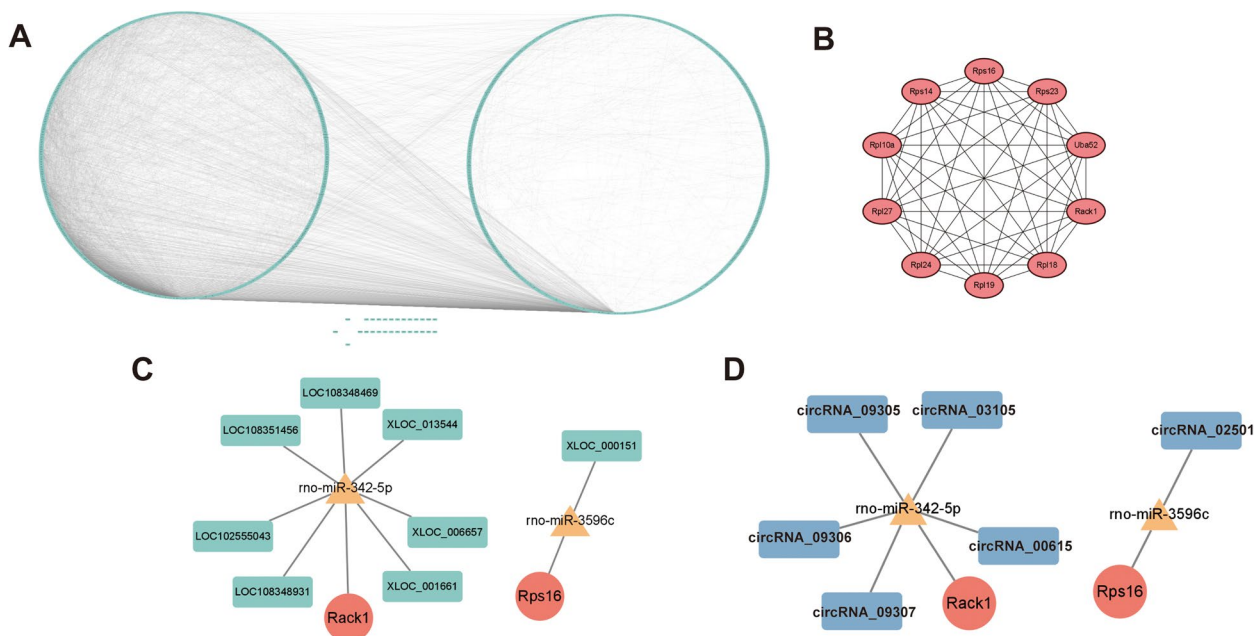 A
B
Rps16
Rps14
Rps23
Rpl10a
Uba52
Rpl27
Rack1
Rpl24
Rpl18
Rpl19
C
LOC108348469
LOC108351456
XLOC_013544
rno-miR-342-5p
LOC102555043
XLOC_006657
LOC108348931
XLOC_001661
Rack1
XLOC_000151
rno-miR-3596c
Rps16
D
circRNA_09305
circRNA_03105
rno-miR-342-5p
circRNA_09306
circRNA_00615
circRNA_09307
Rack1
circRNA_02501
rno-miR-3596c
Rps16